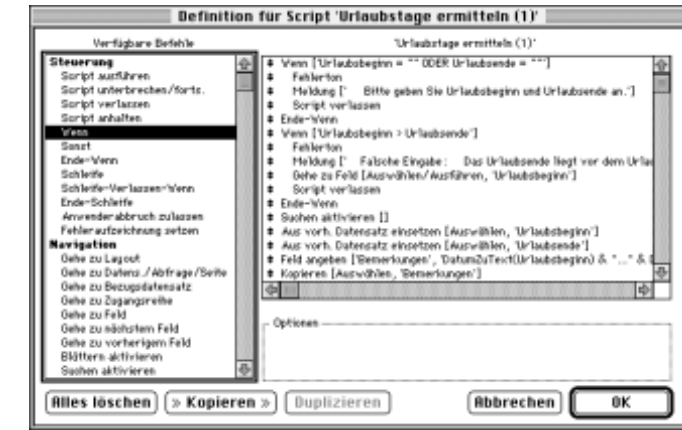 Definition für Script 'Urlaubstage ermitteln (1)'
Verfügbare Befehle
Steuerung
Script ausführen
Script unterbrechen/forts.
Script verlassen
Script anhalten
Wenn
Sonst
Ende-Wenn
Schleife
Schleife-Verlassen-Wenn
Ende-Schleife
Anwenderabbruch zulassen
Fehleraufzeichnung setzen
Navigation
Gehe zu Layout
Gehe zu Datens./Abfrage/Seite
Gehe zu Bezugsdatensatz
Gehe zu Zugangsreihe
Gehe zu Feld
Gehe zu nächstem Feld
Gehe zu vorherigem Feld
Blättern aktivieren
Suchen aktivieren
'Urlaubstage ermitteln (1)'
Wenn ['Urlaubsbeginn = "" ODER Urlaubsende = ""']
Fehlerton
Meldung [' Bitte geben Sie Urlaubsbeginn und Urlaubsende an.']
Script verlassen
Ende-Wenn
Wenn ['Urlaubsbeginn > Urlaubsende']
Fehlerton
Meldung [' Falsche Eingabe: Das Urlaubsende liegt vor dem Urlau
Gehe zu Feld [Auswählen/Ausführen, 'Urlaubsbeginn']
Script verlassen
Ende-Wenn
Suchen aktivieren []
Aus vorh. Datensatz einsetzen [Auswählen, 'Urlaubsbeginn']
Aus vorh. Datensatz einsetzen [Auswählen, 'Urlaubsende']
Feld angeben ['Bemerkungen', 'DatumZuText(Urlaubsbeginn) & "..." &
Kopieren [Auswählen, 'Bemerkungen']
Optionen
Alles löschen
» Kopieren »
Duplizieren
Abbrechen
OK